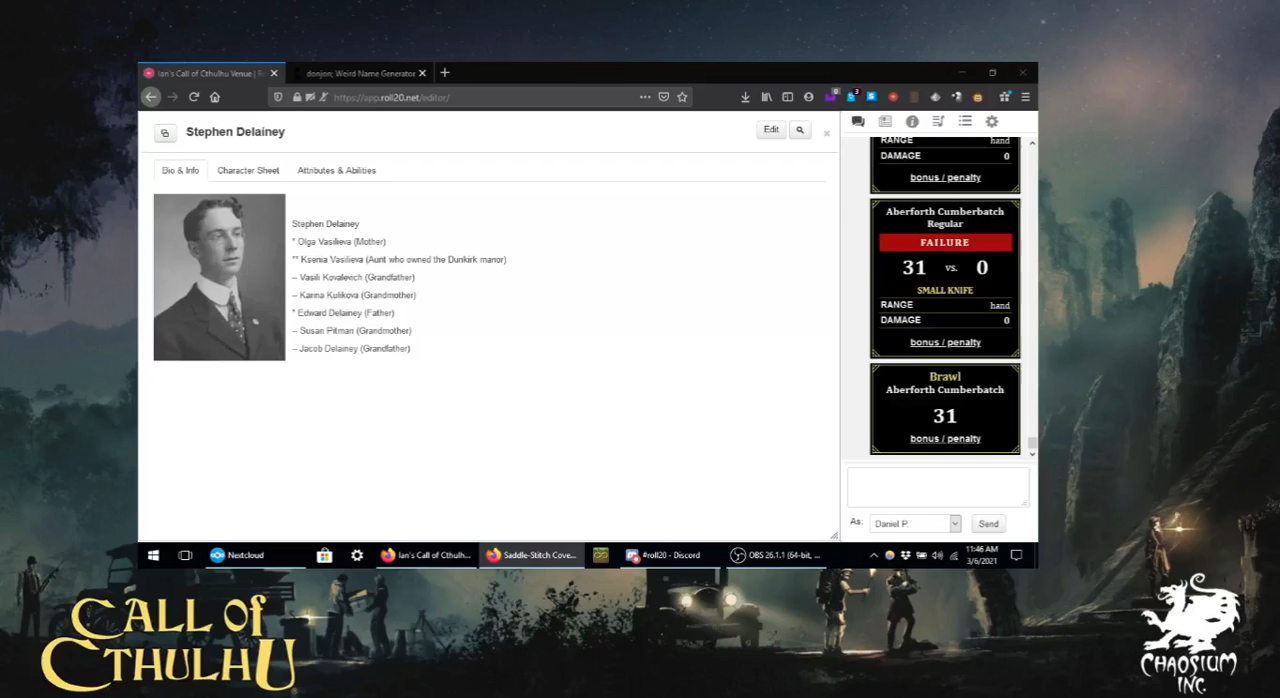 Ian's Call of Cthulhu Venue | R
donjon; Weird Name Generator
https://app.roll20.net/editor/
0
3
Stephen Delainey
Edit
Bio & Info
Character Sheet
Attributes & Abilities
Stephen Delainey
* Olga Vasilieva (Mother)
** Ksenia Vasilieva (Aunt who owned the Dunkirk manor)
-- Vasili Kovalevich (Grandfather)
-- Karina Kulikova (Grandmother)
* Edward Delainey (Father)
-- Susan Pitman (Grandmother)
-- Jacob Delainey (Grandfather)
RANGE hand
DAMAGE 0
bonus / penalty
Aberforth Cumberbatch
Regular
FAILURE
31 vs. 0
SMALL KNIFE
RANGE hand
DAMAGE 0
bonus / penalty
Brawl
Aberforth Cumberbatch
31
bonus / penalty
As: Daniel P. Send
Nextcloud
Ian's Call of Cthulh...
Saddle-Stitch Cove...
#roll20 - Discord
OBS 26.1.1 (64-bit, ...
11:46 AM
3/6/2021
CALL of
CTHULHU
CHAOSIUM
INC.